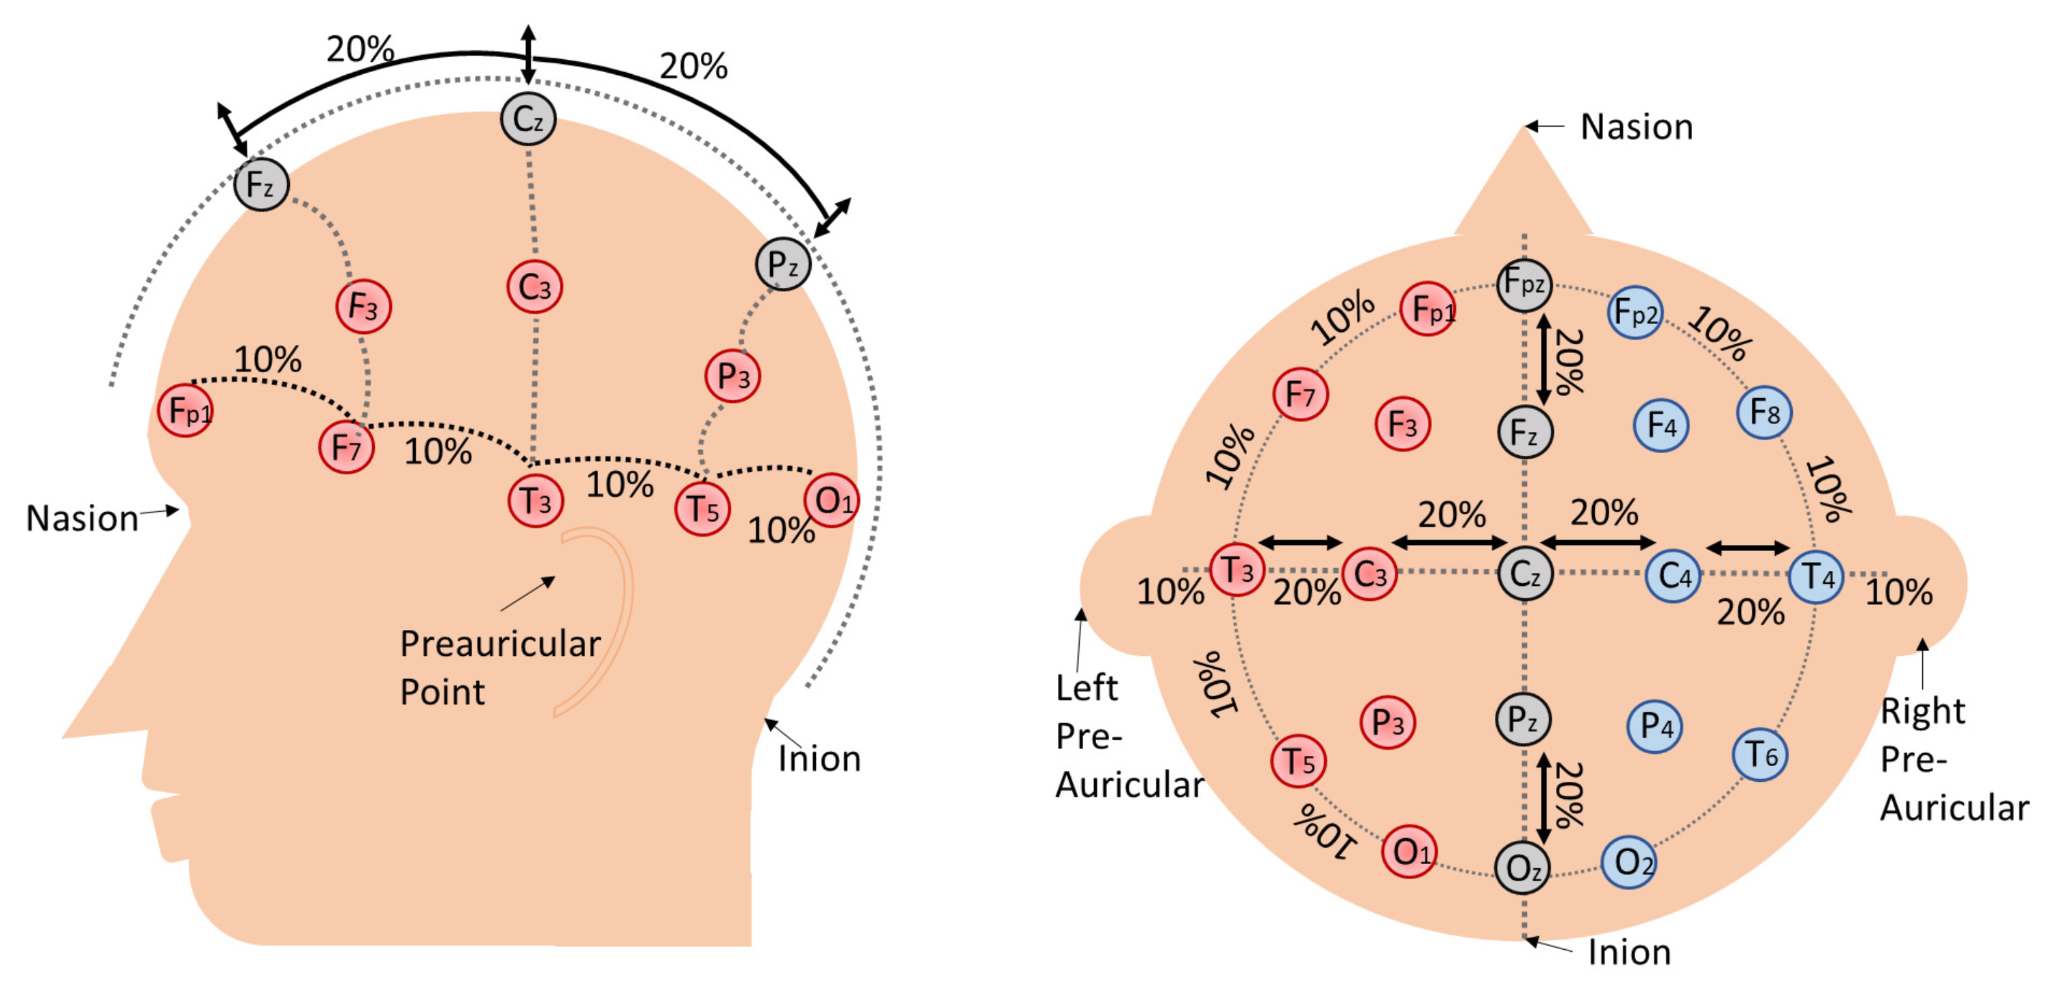 20%
20%
Cz
Fz
Pz
C3
F3
10%
P3
Fp1
F7
10%
10%
T3
T5
O1
10%
Nasion
Preauricular
Point
Inion
Nasion
Fpz
Fp1
Fp2
10%
10%
20%
F7
F3
Fz
F4
F8
10%
10%
20%
20%
T3
C3
Cz
C4
T4
10%
20%
20%
10%
Left
Pre-
Auricular
10%
Right
Pre-
Auricular
P3
Pz
P4
T5
T6
20%
10%
O1
Oz
O2
Inion